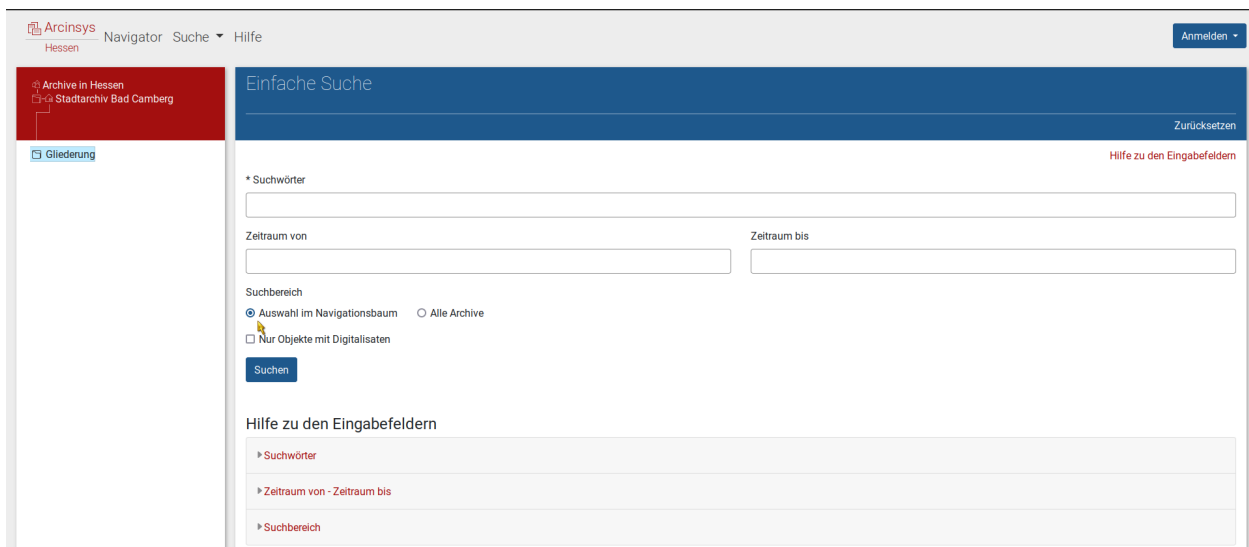 Arcinsys
Hessen
Navigator Suche Hilfe
Anmelden
Archive in Hessen
Stadtarchiv Bad Camberg
Gliederung
Einfache Suche
Zurücksetzen
Hilfe zu den Eingabefeldern
* Suchwörter
Zeitraum von Zeitraum bis
Suchbereich
Auswahl im Navigationsbaum Alle Archive
Nur Objekte mit Digitalisaten
Suchen
Hilfe zu den Eingabefeldern
Suchwörter
Zeitraum von - Zeitraum bis
Suchbereich